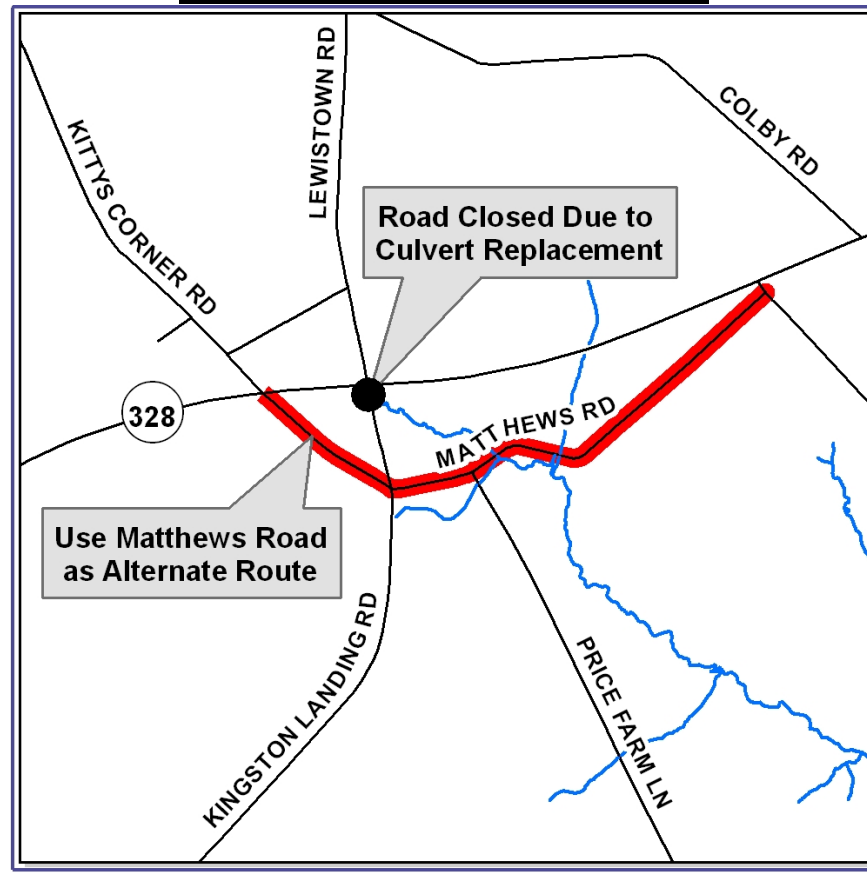 LEWISTOWN RD
COLBY RD
KITTYS CORNER RD
Road Closed Due to
Culvert Replacement
328
MATTHEWS RD
Use Matthews Road
as Alternate Route
KINGSTON LANDING RD
PRICE FARM LN